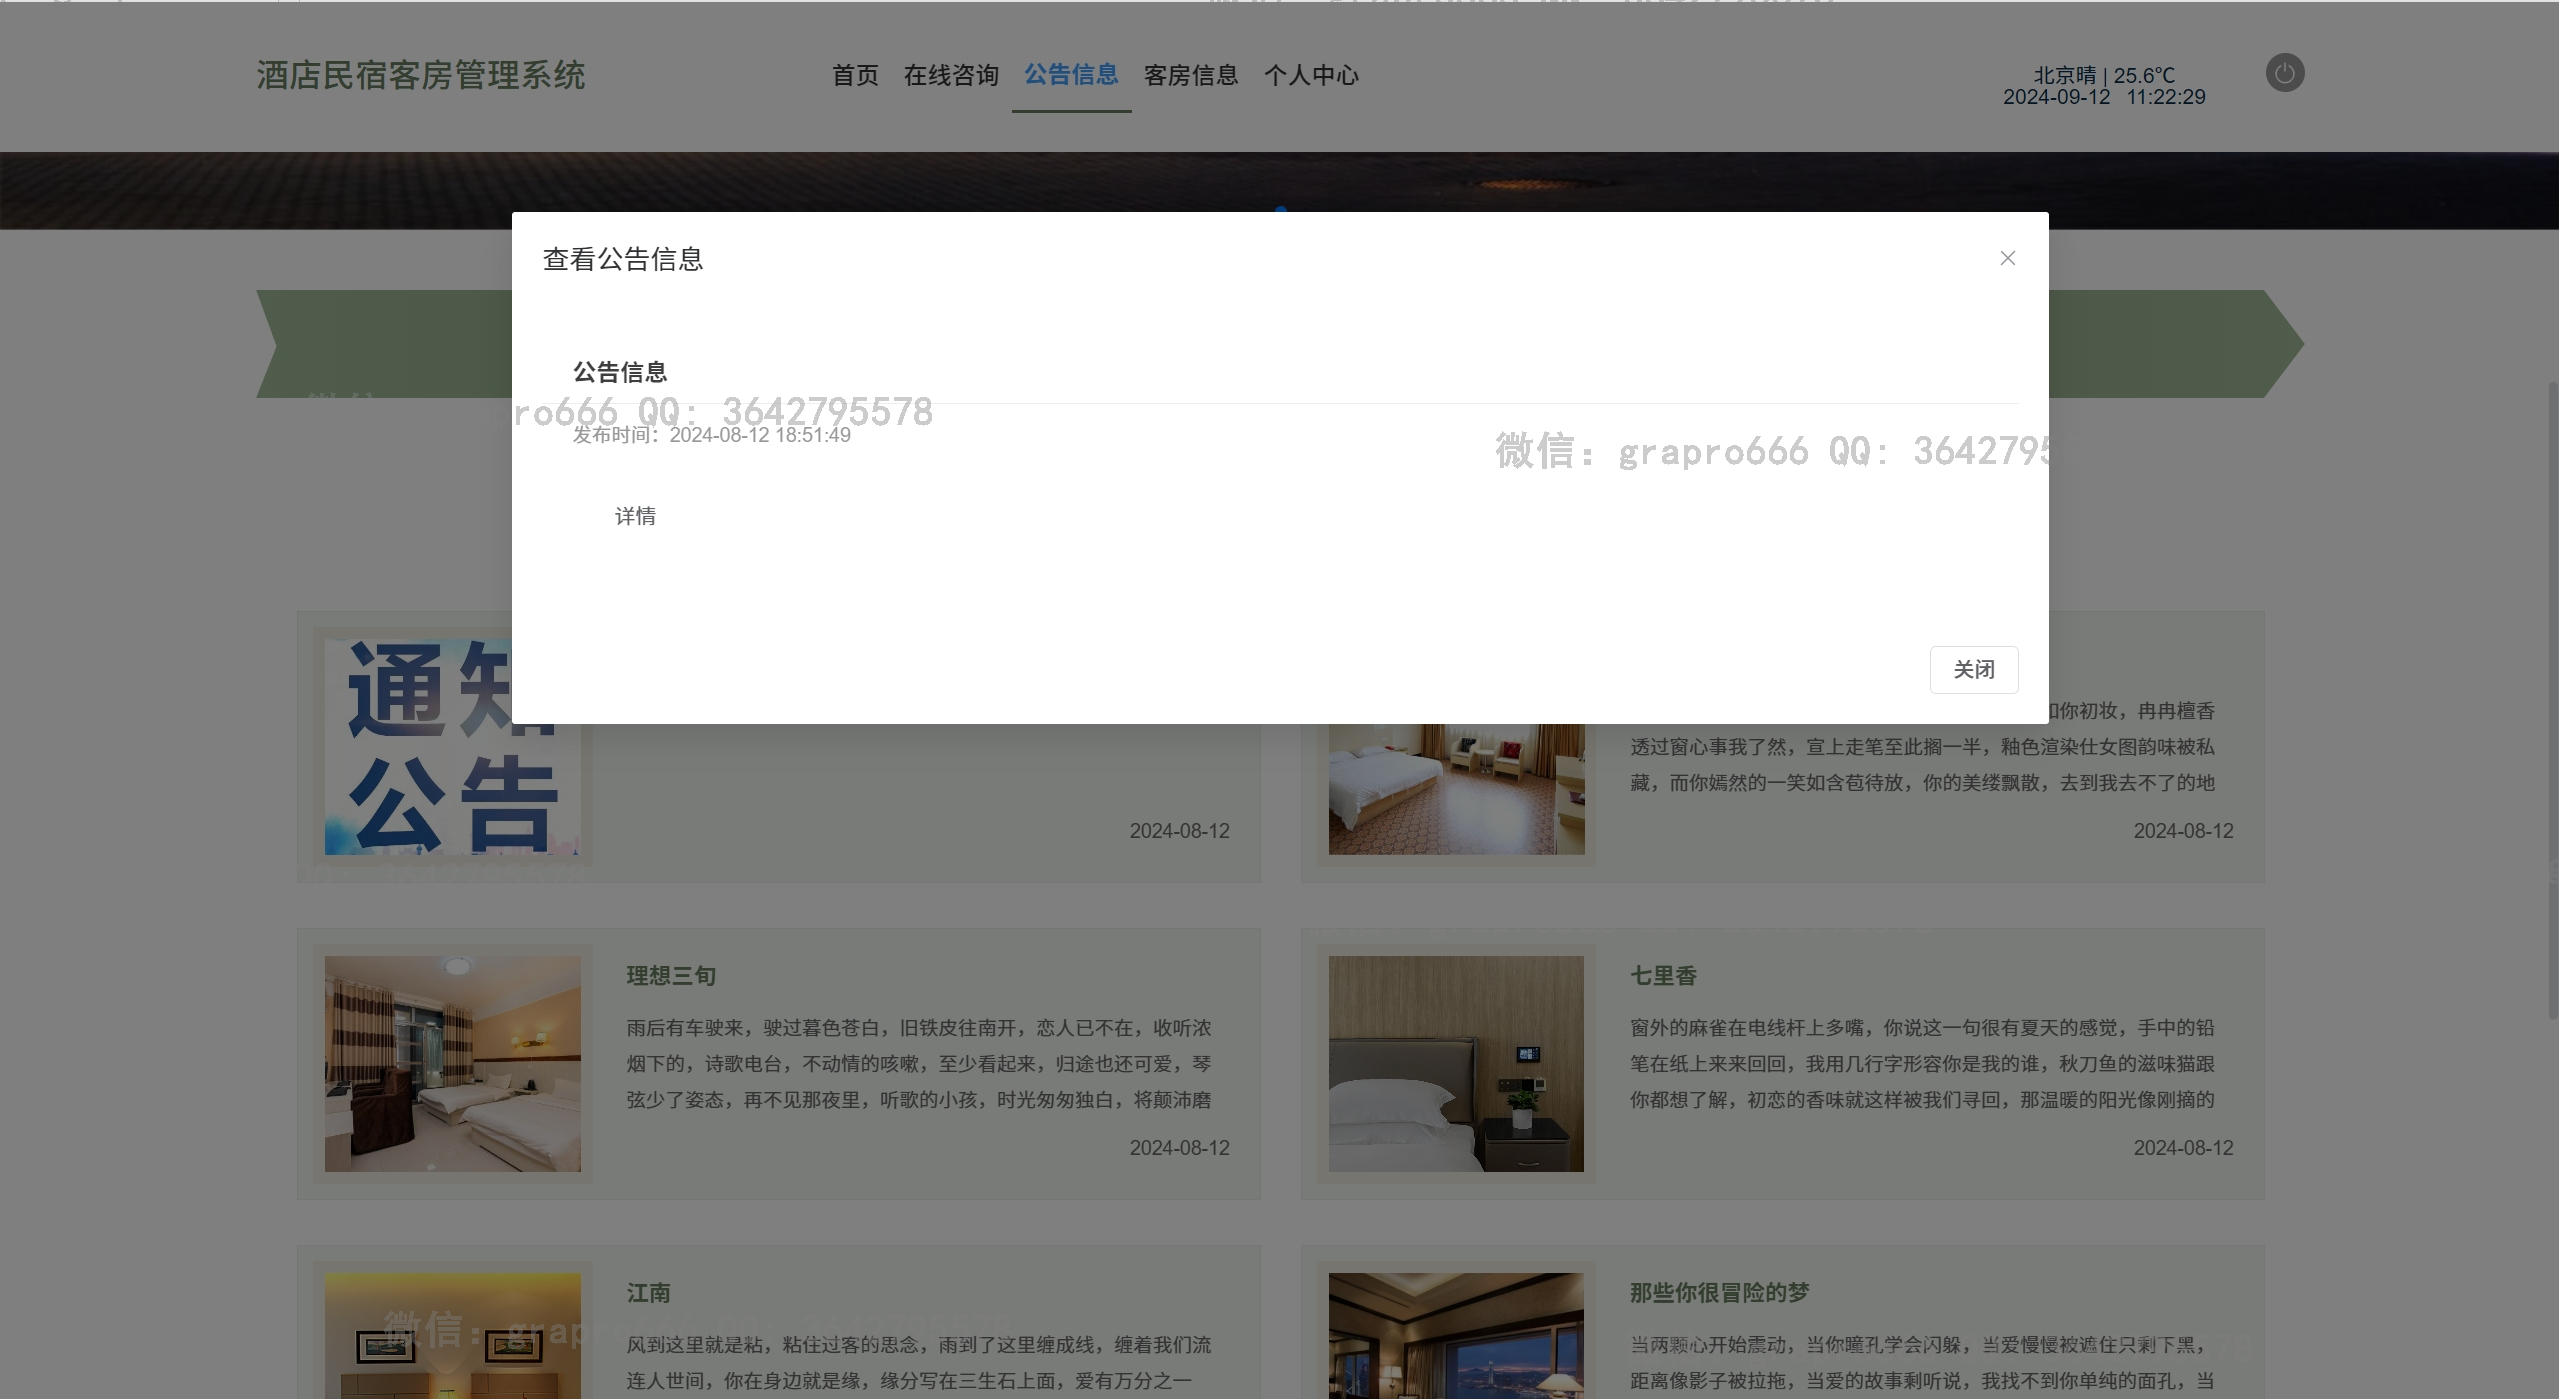 酒店民宿客房管理系统
首页 在线咨询 公告信息 客房信息 个人中心
北京晴 | 25.6℃
2024-09-12 11:22:29
查看公告信息
公告信息
pro666 QQ: 3642795578
发布时间：2024-08-12 18:51:49
微信: grapro666 QQ: 3642795
详情
关闭
通知
公告
2024-08-12
你初妆，冉冉檀香
透过窗心事我了然，宣上走笔至此搁一半，釉色渲染仕女图韵味被私
藏，而你嫣然的一笑如含苞待放，你的美缕飘散，去到我去不了的地
2024-08-12
理想三旬
雨后有车驶来，驶过暮色苍白，旧铁皮往南开，恋人已不在，收听浓
烟下的，诗歌电台，不动情的咳嗽，至少看起来，归途也还可爱，琴
弦少了姿态，再不见那夜里，听歌的小孩，时光匆匆独白，将颠沛磨
2024-08-12
七里香
窗外的麻雀在电线杆上多嘴，你说这一句很有夏天的感觉，手中的铅
笔在纸上来来回回，我用几行字形容你是我的谁，秋刀鱼的滋味猫跟
你都想了解，初恋的香味就这样被我们寻回，那温暖的阳光像刚摘的
2024-08-12
江南
风到这里就是粘，粘住过客的思念，雨到了这里缠成线，缠着我们流
连人世间，你在身边就是缘，缘分写在三生石上面，爱有万分之一
那些你很冒险的梦
当两颗心开始震动，当你瞳孔学会闪躲，当爱慢慢被遮住只剩下黑，
距离像影子被拉拖，当爱的故事剩听说，我找不到你单纯的面孔，当